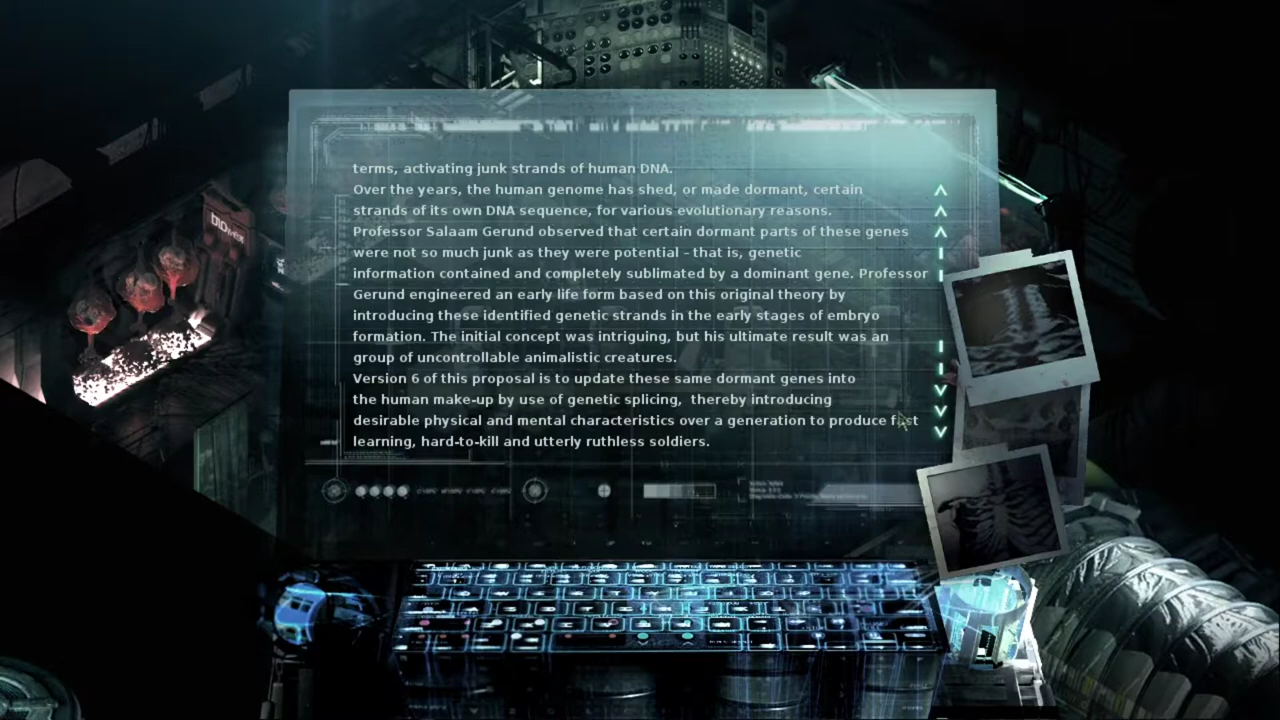 terms, activating junk strands of human DNA.
Over the years, the human genome has shed, or made dormant, certain
strands of its own DNA sequence, for various evolutionary reasons.
Professor Salaam Gerund observed that certain dormant parts of these genes
were not so much junk as they were potential – that is, genetic
information contained and completely sublimated by a dominant gene. Professor
Gerund engineered an early life form based on this original theory by
introducing these identified genetic strands in the early stages of embryo
formation. The initial concept was intriguing, but his ultimate result was an
group of uncontrollable animalistic creatures.
Version 6 of this proposal is to update these same dormant genes into
the human make-up by use of genetic splicing,  thereby introducing
desirable physical and mental characteristics over a generation to produce fast
learning, hard-to-kill and utterly ruthless soldiers.